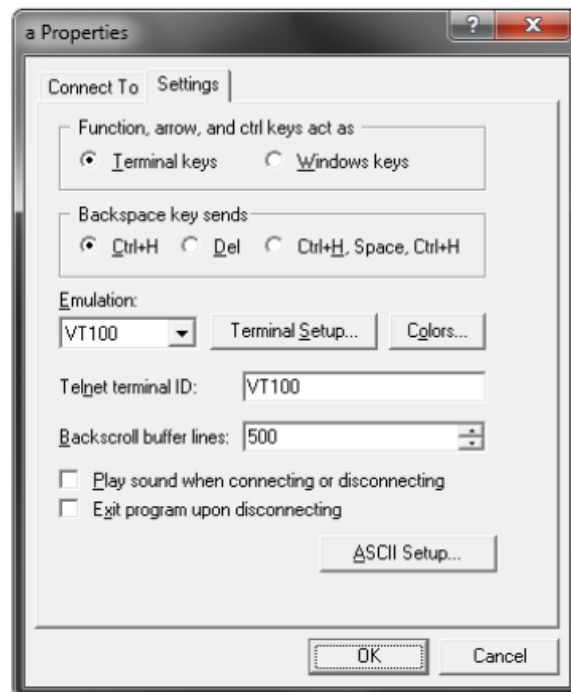 a Properties
Connect To Settings
Function, arrow, and ctrl keys act as
Terminal keys Windows keys
Backspace key sends
Ctrl+H Del Ctrl+H, Space, Ctrl+H
Emulation:
VT100 Terminal Setup... Colors...
Telnet terminal ID: VT100
Backscroll buffer lines: 500
Play sound when connecting or disconnecting
Exit program upon disconnecting
ASCII Setup...
OK Cancel